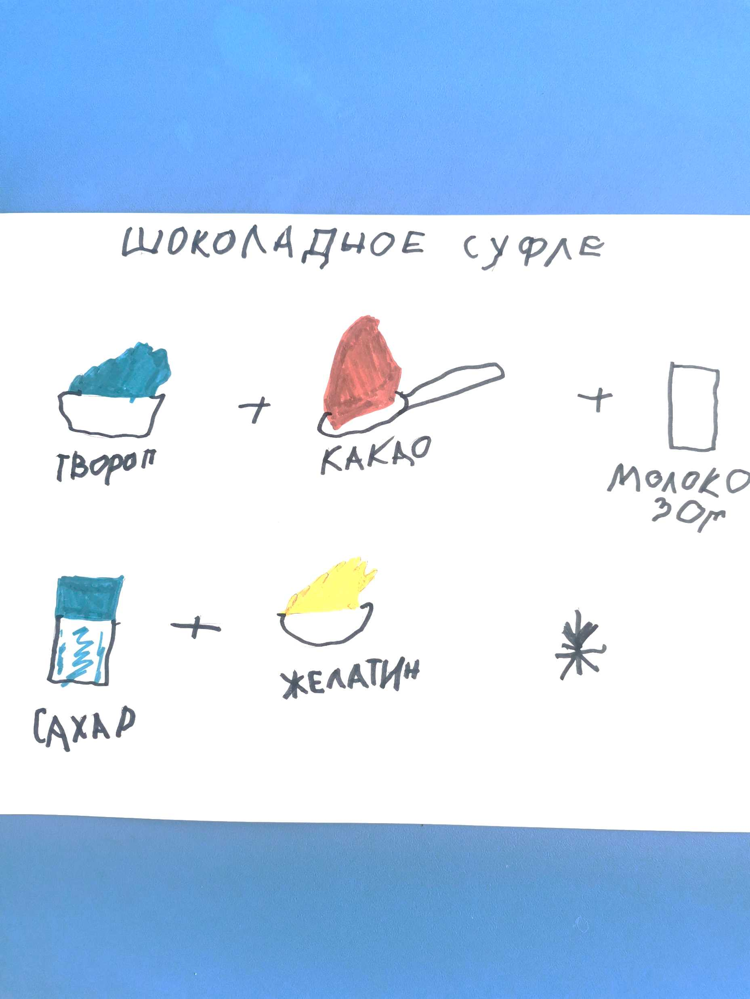 ШОКОЛАДНОЕ СУФЛЕ
+ +
ТВОРОП КАКАО МОЛОКО
30г
+
САХАР ЖЕЛАТИН